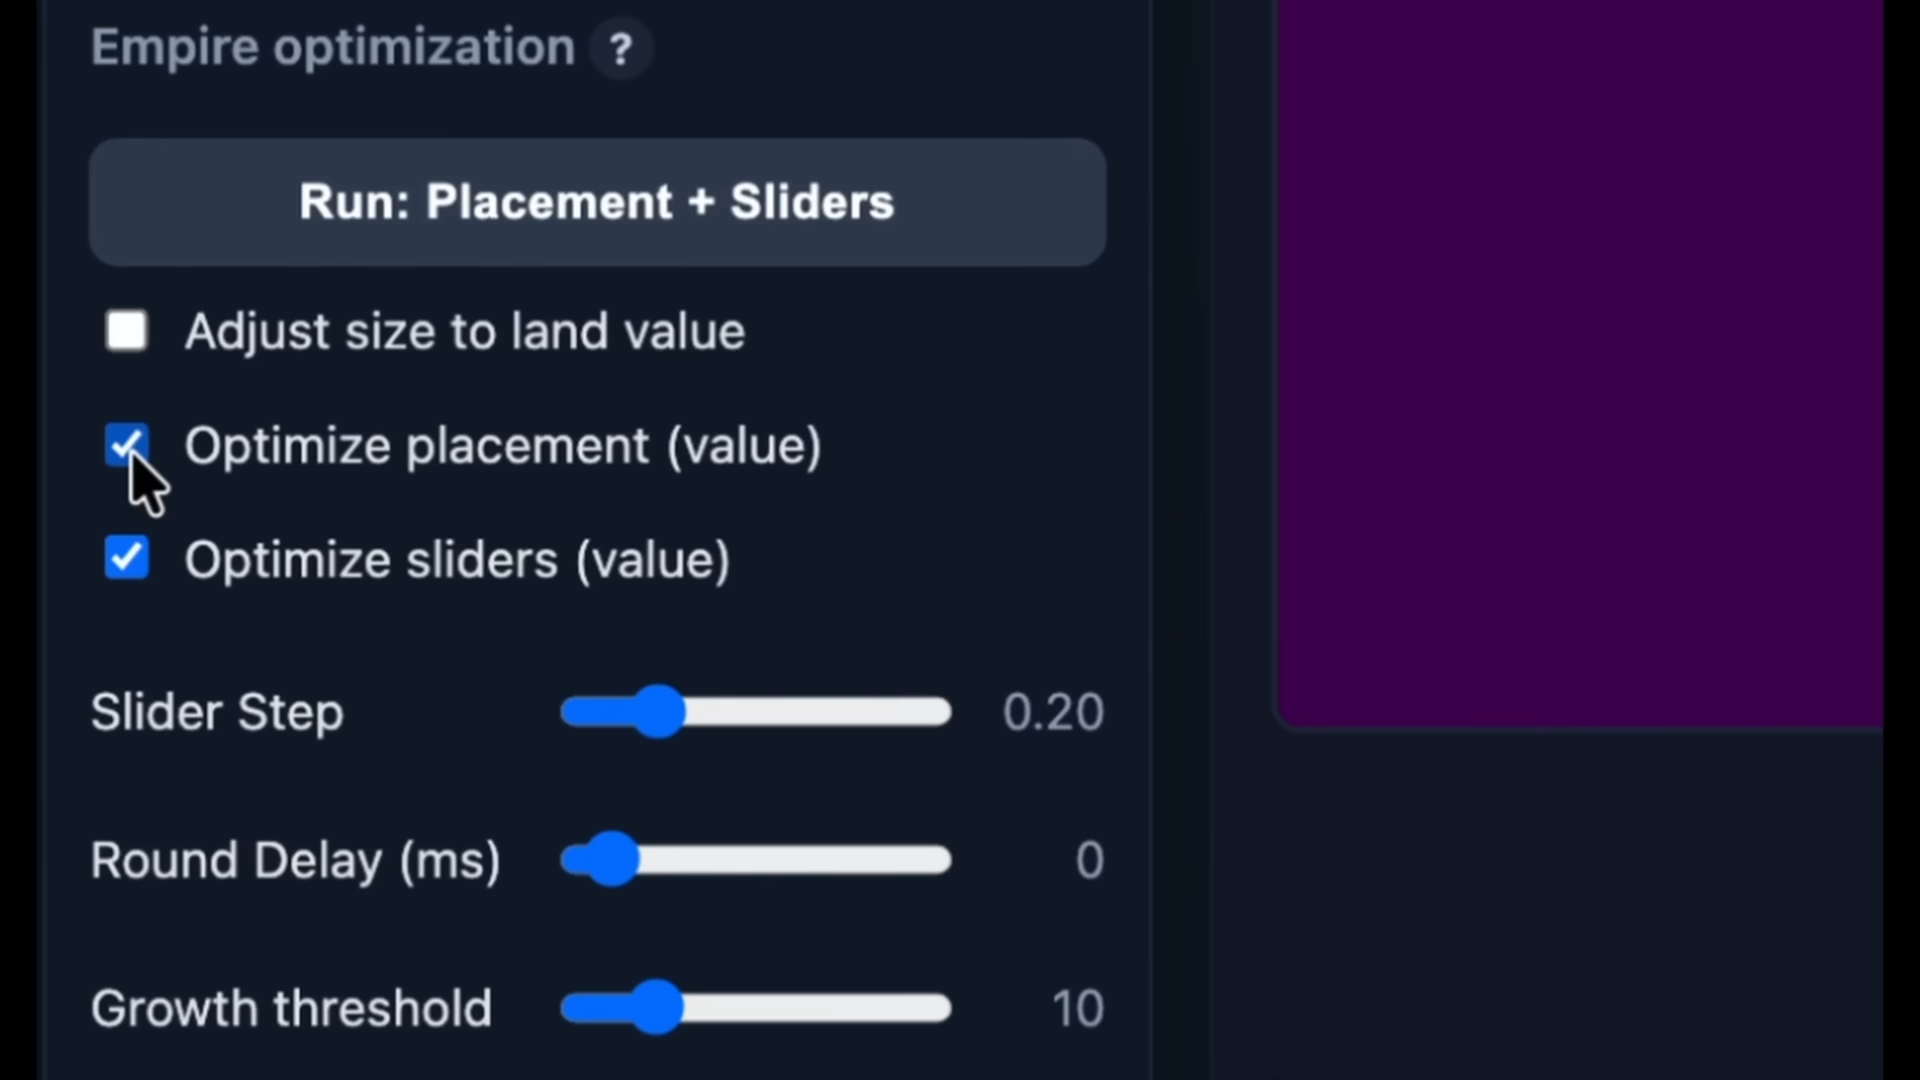 Empire optimization ?
Run: Placement + Sliders
Adjust size to land value
Optimize placement (value)
Optimize sliders (value)
Slider Step 0.20
Round Delay (ms) 0
Growth threshold 10